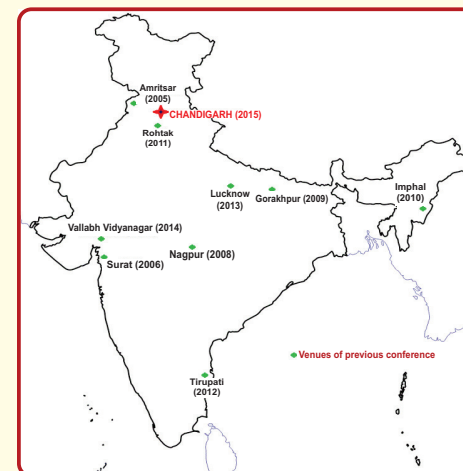 Amritsar
(2005)
CHANDIGARH (2015)
Rohtak
(2011)
Lucknow
(2013)
Gorakhpur (2009)
Imphal
(2010)
Vallabh Vidyanagar (2014)
Surat (2006)
Nagpur (2008)
Venues of previous conference
Tirupati
(2012)